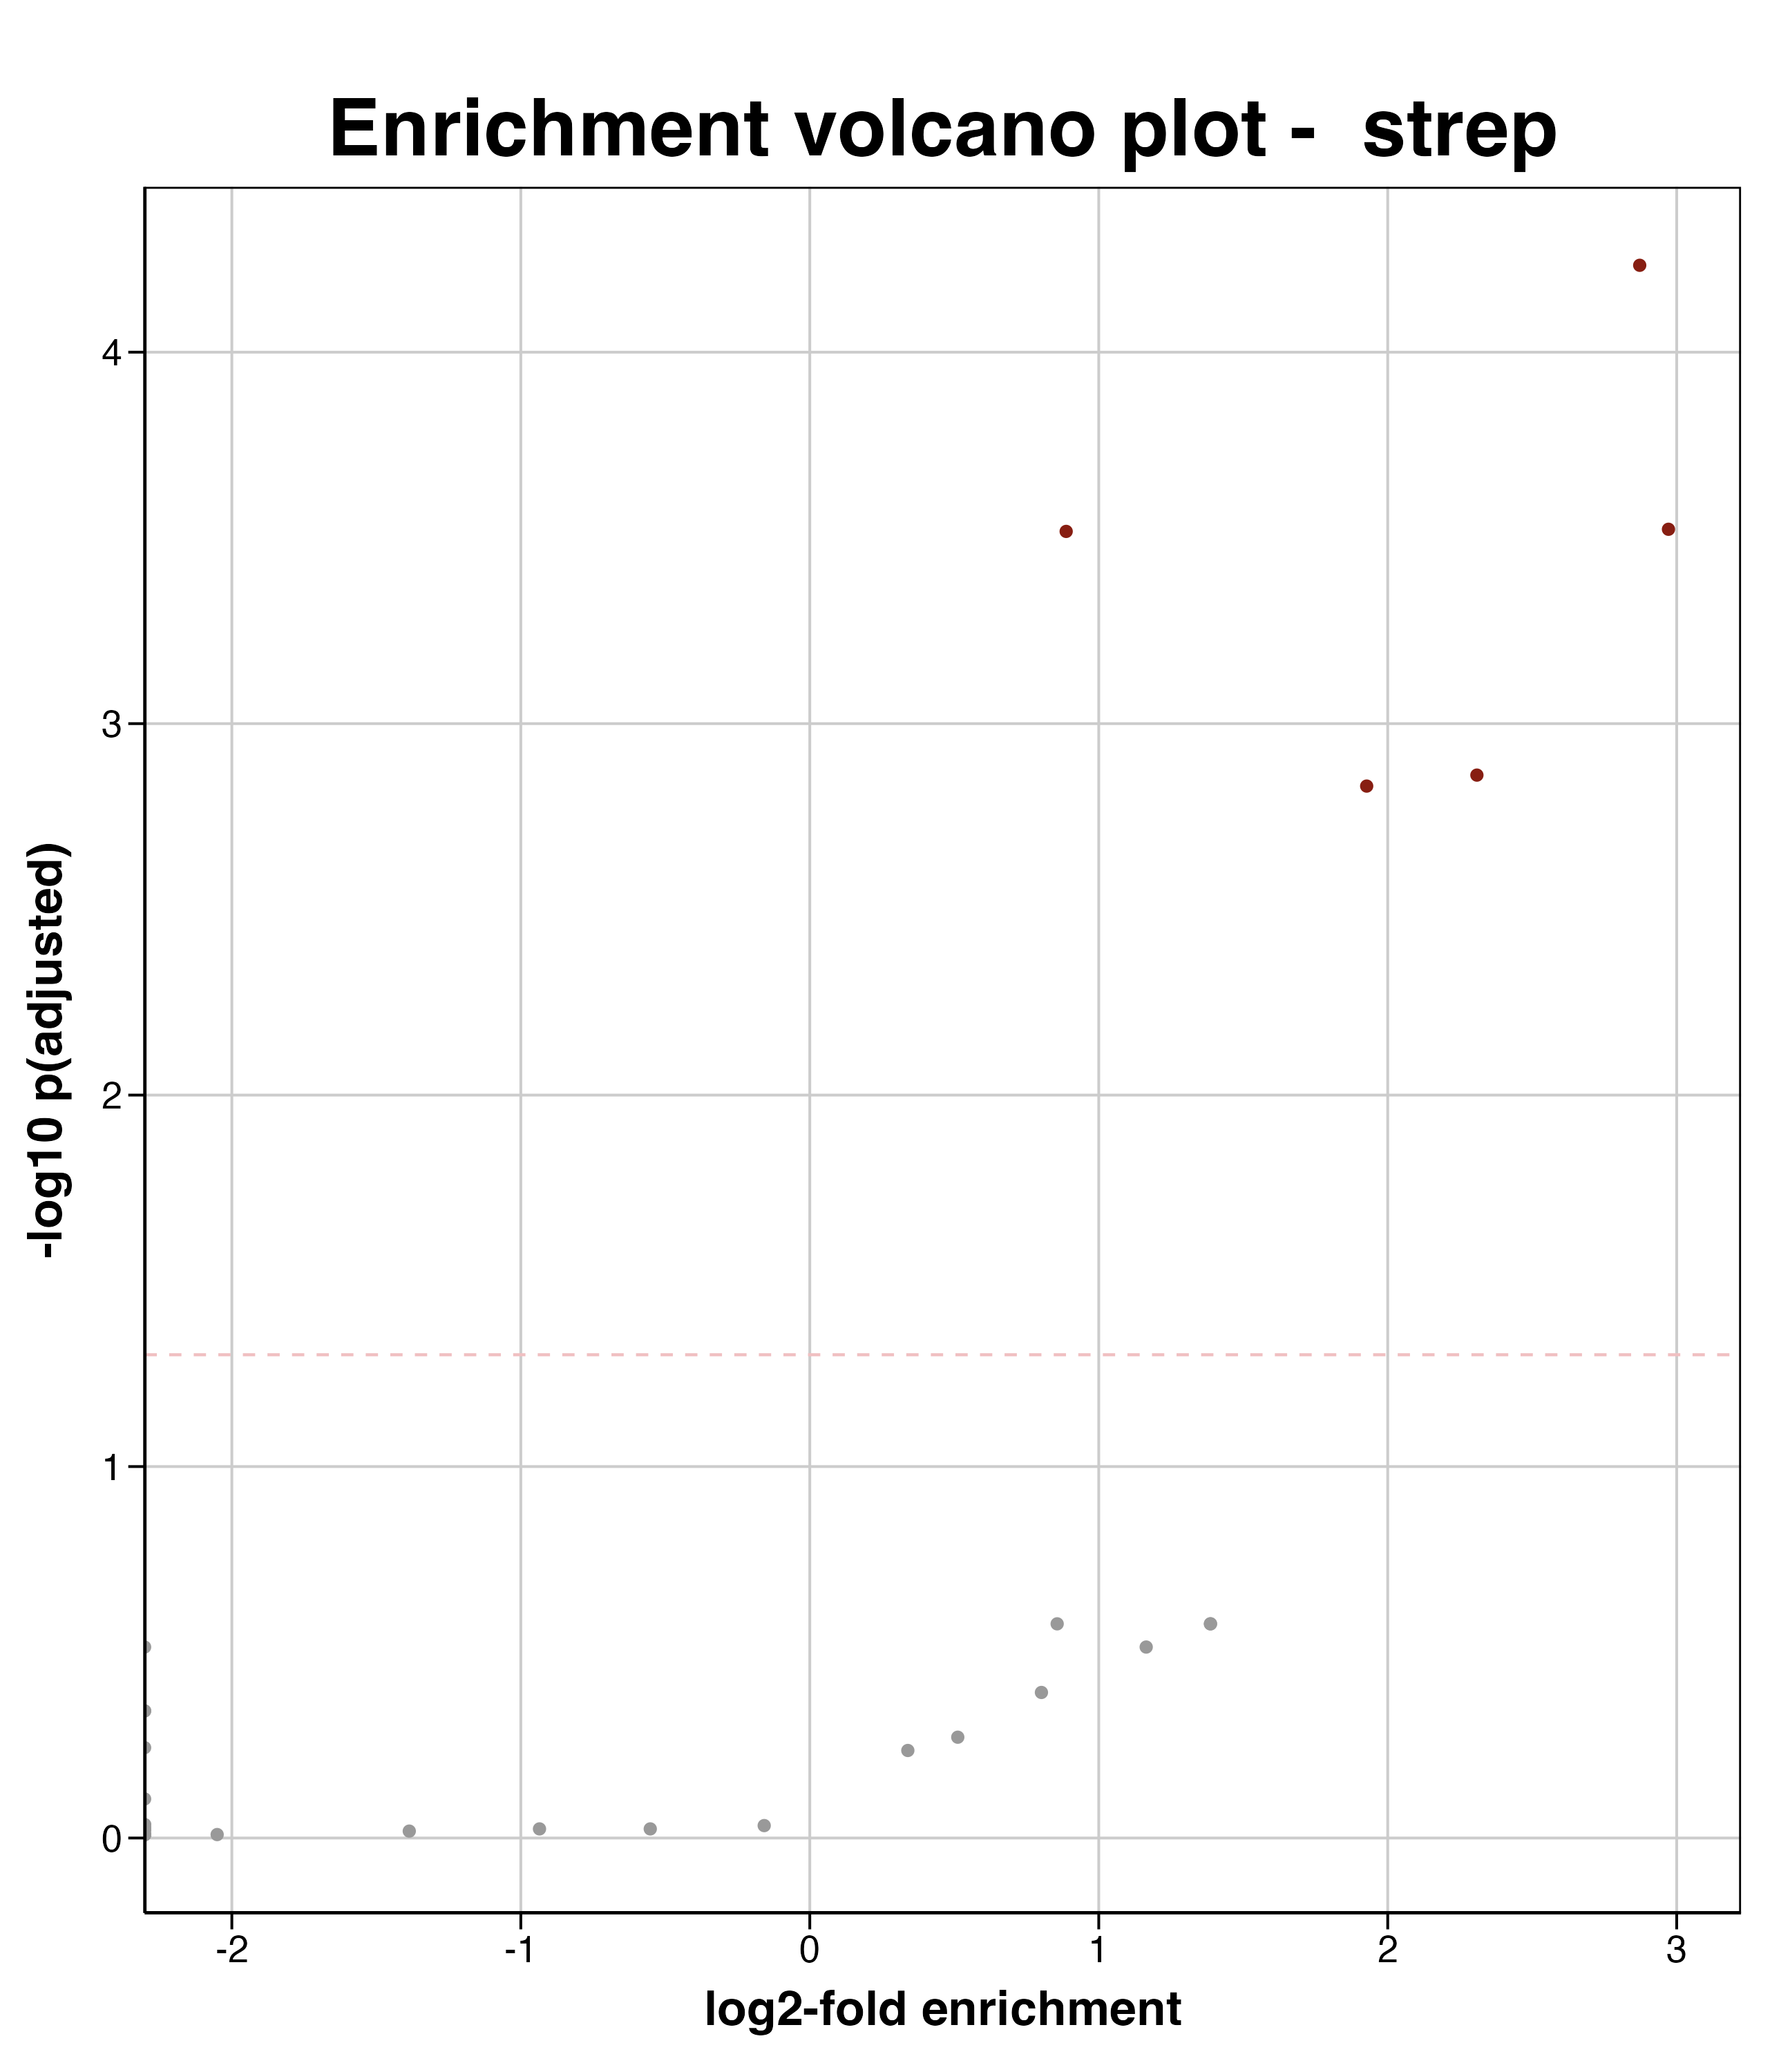 Enrichment volcano plot -  strep
4
3
2
1
0
-log10 p(adjusted)
-2 -1 0 1 2 3
log2-fold enrichment